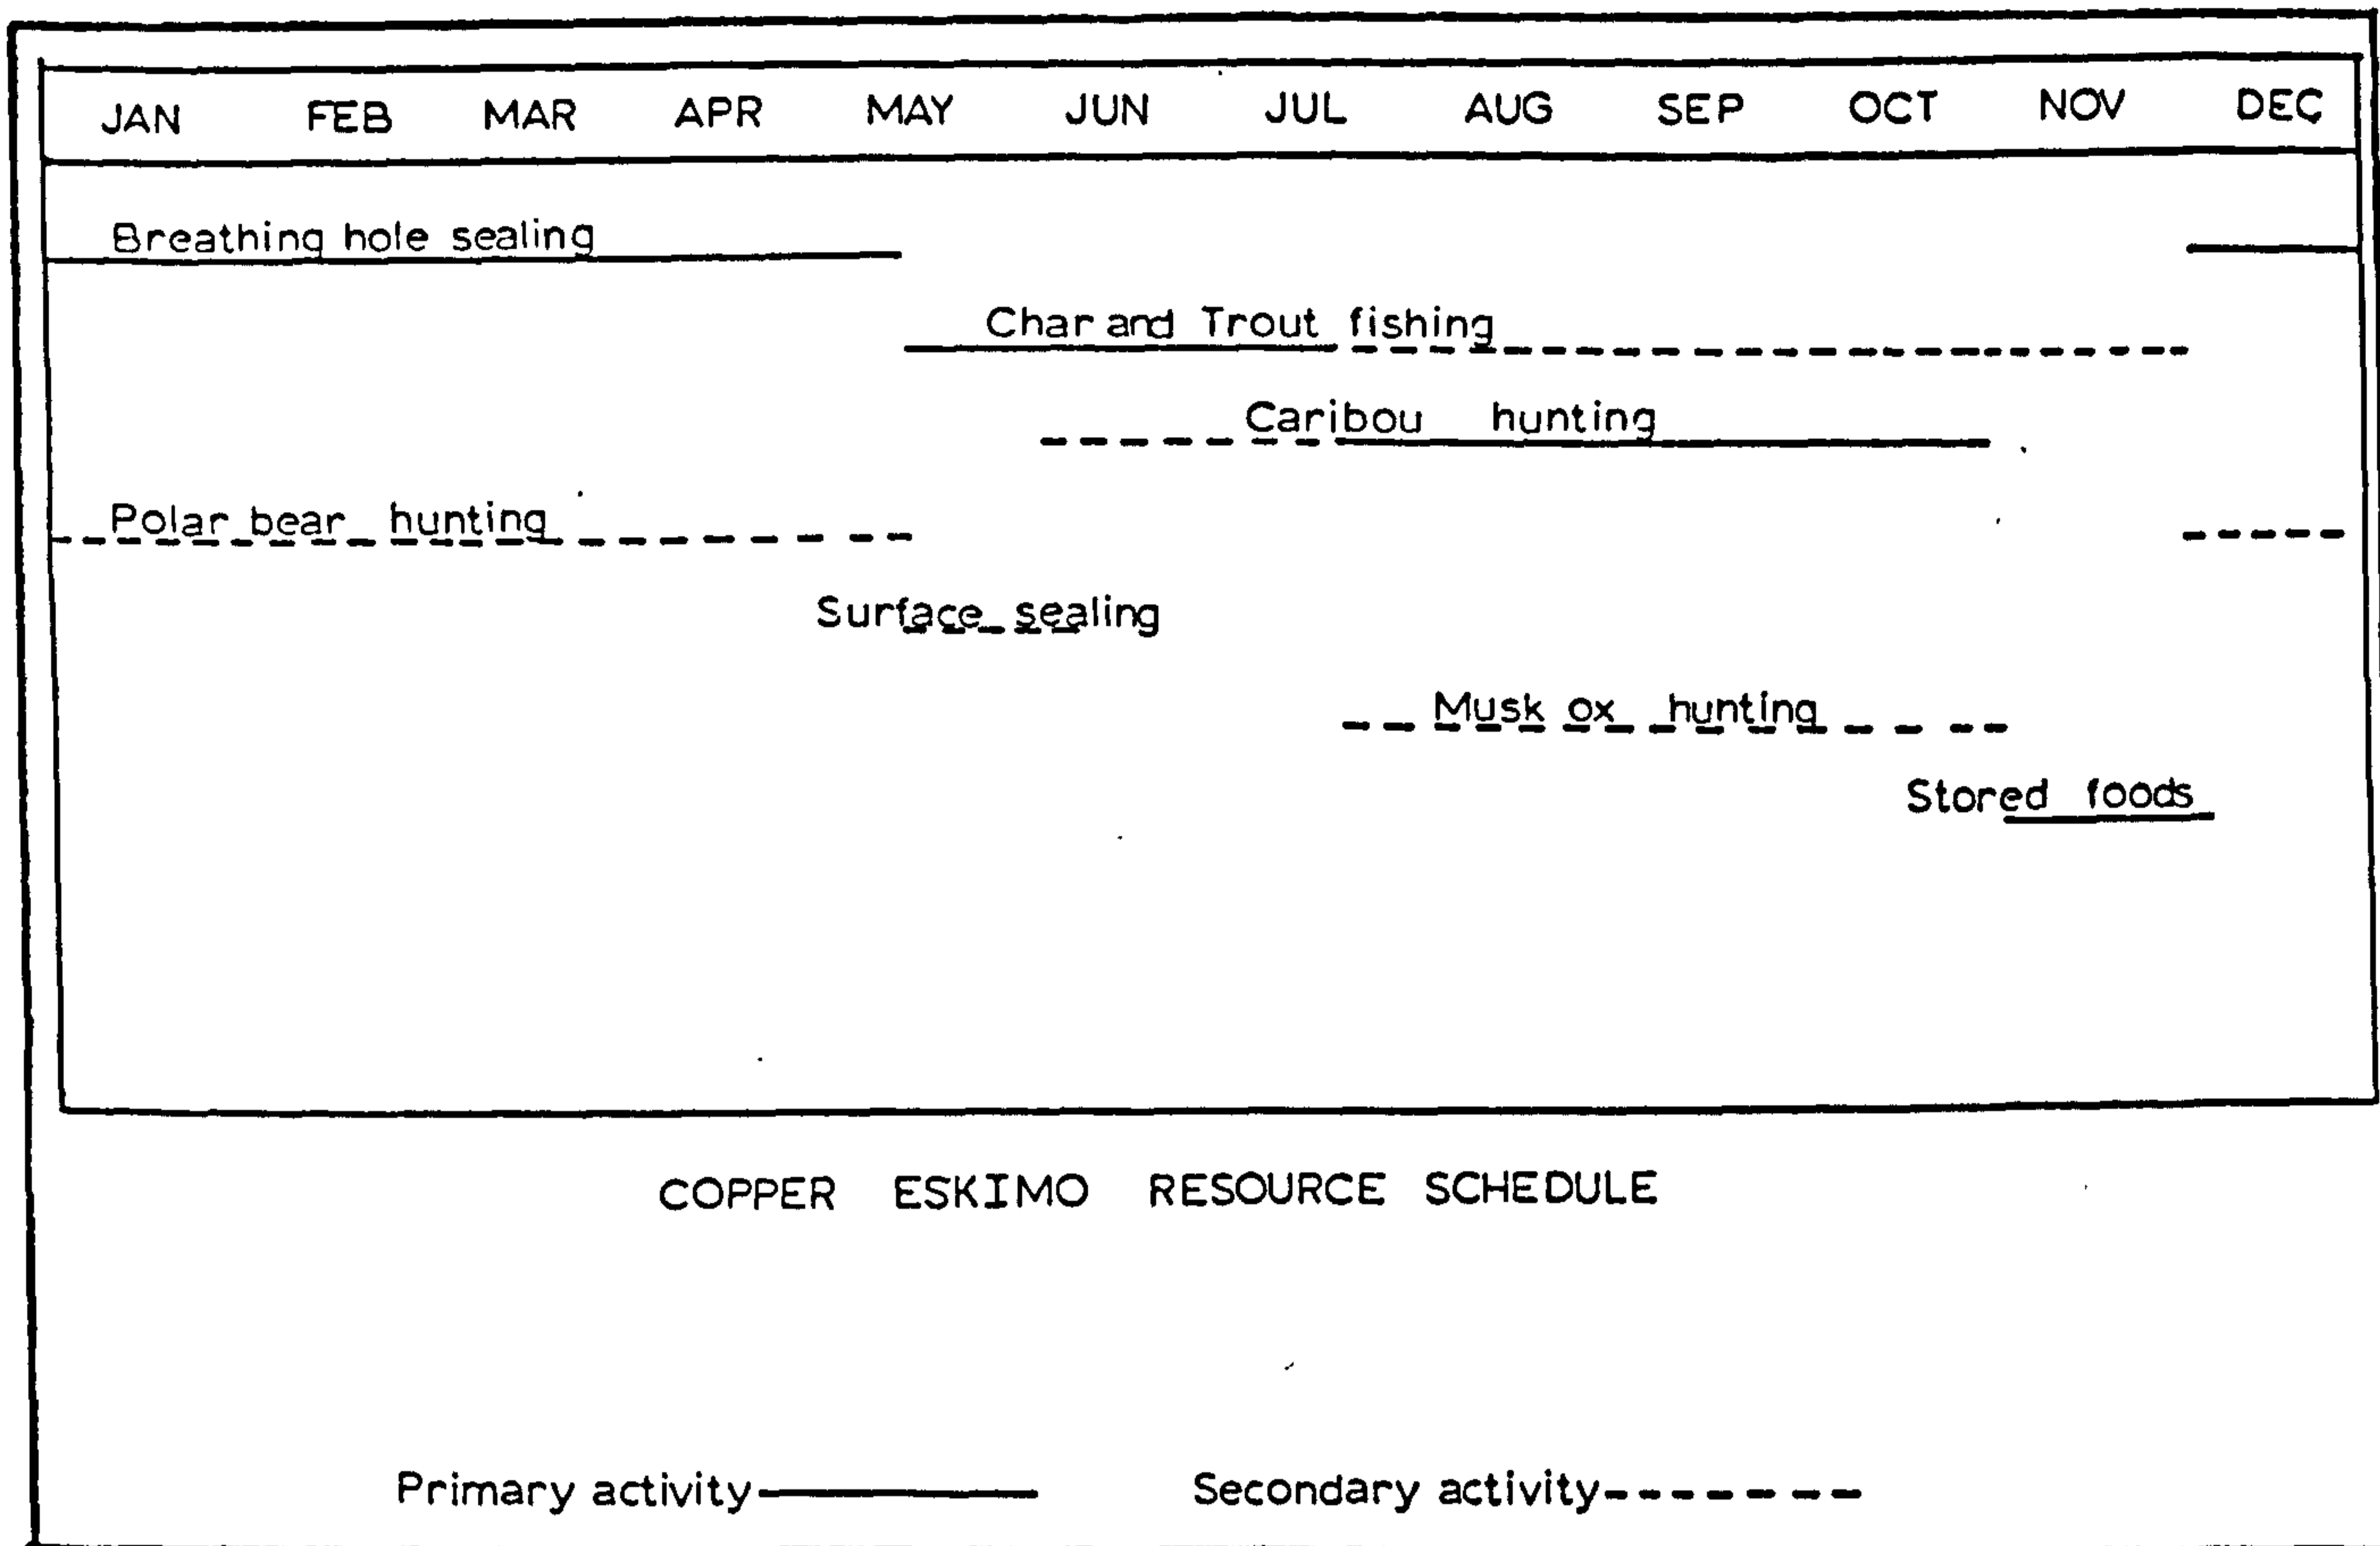 JAN FEB MAR APR MAY JUN JUL AUG SEP OCT NOV DEC
Breathing hole sealing
Char and Trout fishing
Caribou hunting
Polar bear hunting
Surface sealing
Musk ox hunting
Stored foods
COPPER ESKIMO RESOURCE SCHEDULE
Primary activity Secondary activity